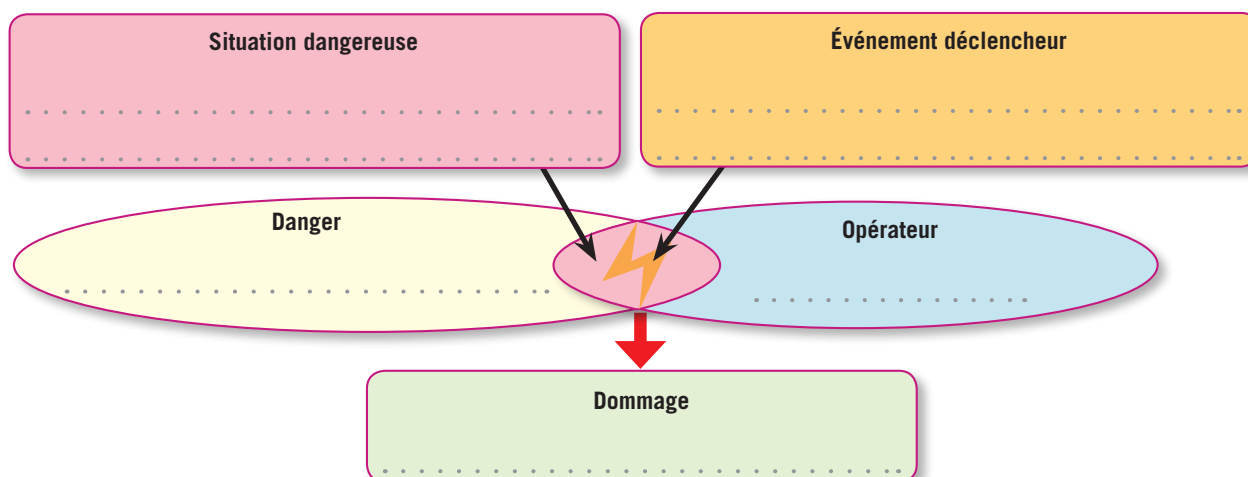 Situation dangereuse
Événement déclencheur
Danger
Opérateur
Dommage